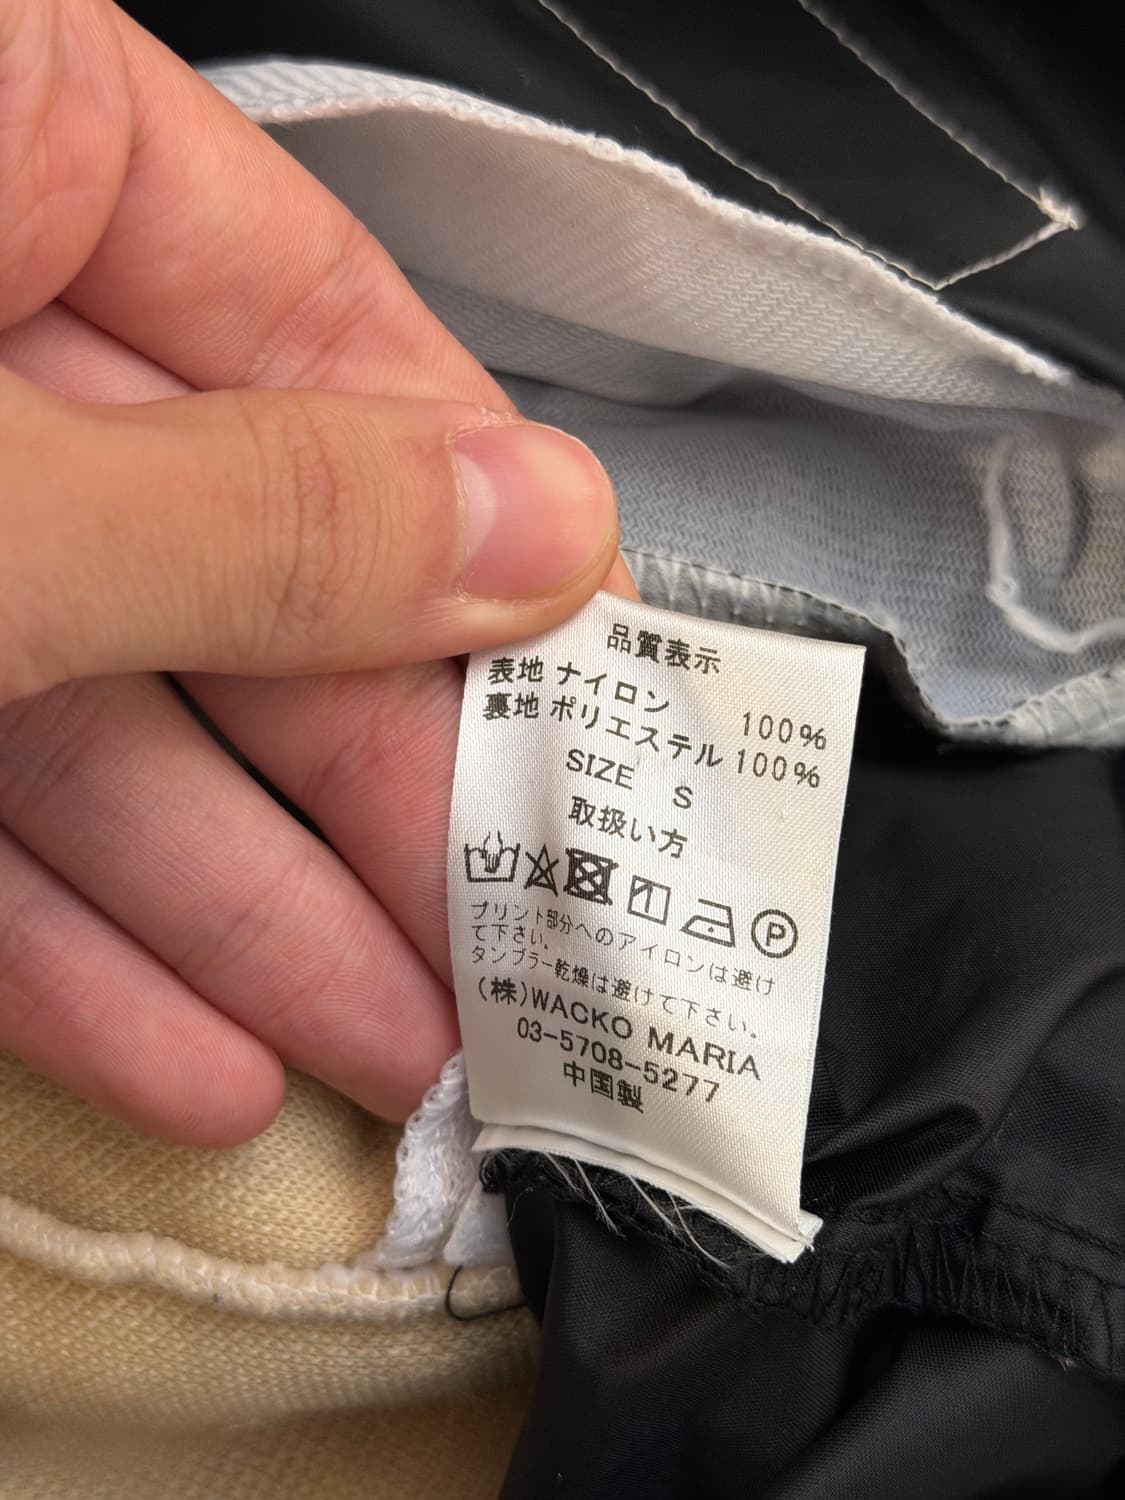 品質表示
表地 ナイロン 100%
裏地 ポリエステル 100%
SIZE S
取扱い方
P
プリント部分へのアイロンは避け
て下さい。
タンブラー乾燥は避けて下さい。
(株)WACKO MARIA
03-5708-5277
中国製